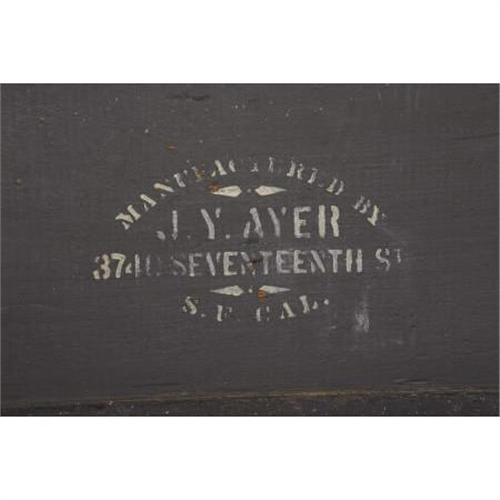 MANUFACTURED BY
J.Y. AYER
3740 SEVENTEENTH ST
S.F. CAL.